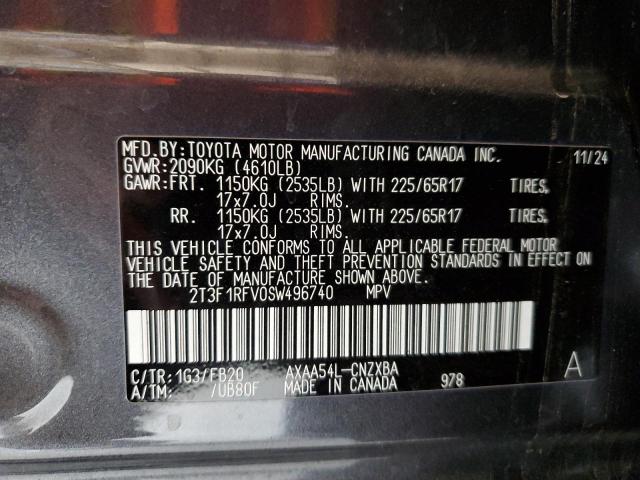 MFD.BY:TOYOTA MOTOR MANUFACTURING CANADA INC. 11/24
GVWR:2090KG (4610LB)
GAWR:FRT. 1150KG (2535LB) WITH 225/65R17 TIRES,
17x7.0J RIMS.
RR. 1150KG (2535LB) WITH 225/65R17 TIRES,
17x7.0J RIMS.
THIS VEHICLE CONFORMS TO ALL APPLICABLE FEDERAL MOTOR
VEHICLE SAFETY AND THEFT PREVENTION STANDARDS IN EFFECT ON
THE DATE OF MANUFACTURE SHOWN ABOVE.
2T3F1RFV0SW496740 MPV
C/TR:1G3/FB20 AXAA54L-CNZXBA A
A/TM: /UB80F MADE IN CANADA 978